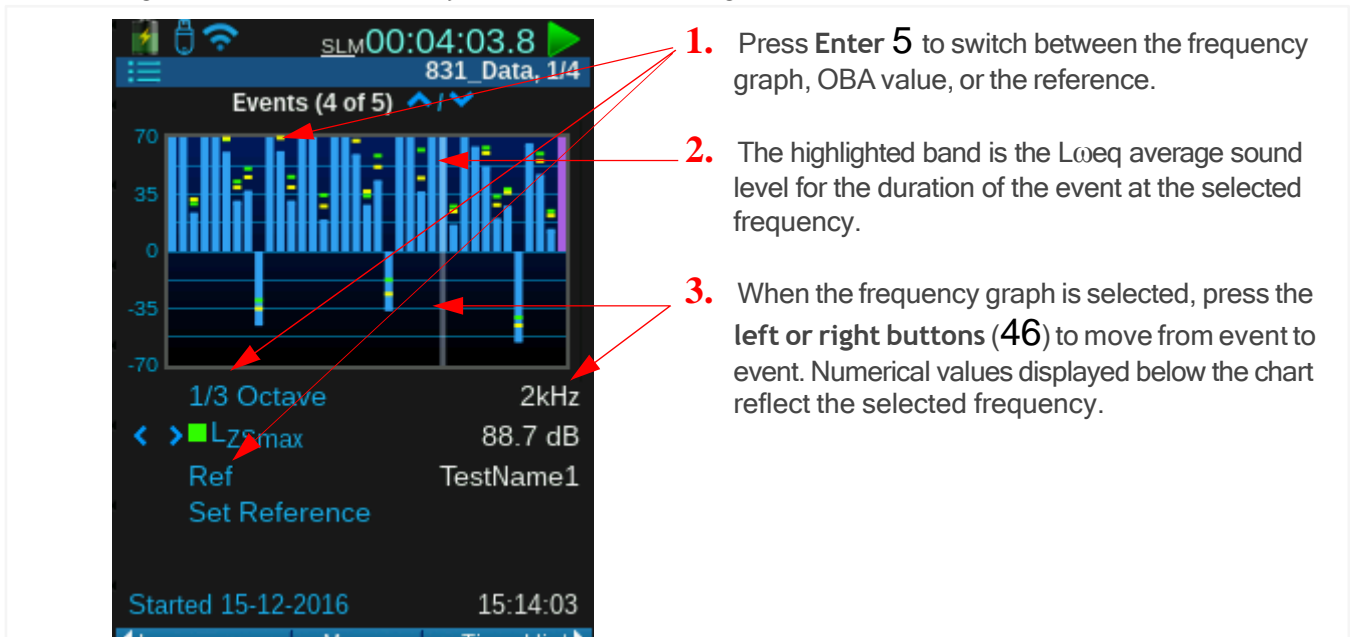 SLM00:04:03.8
831_Data, 1/4
Events (4 of 5) /
70
35
0
-35
-70
1/3 Octave 2kHz
< > LZSmax 88.7 dB
Ref TestName1
Set Reference
Started 15-12-2016 15:14:03
1. Press Enter 5 to switch between the frequency
graph, OBA value, or the reference.
2. The highlighted band is the Lωeq average sound
level for the duration of the event at the selected
frequency.
3. When the frequency graph is selected, press the
left or right buttons (46) to move from event to
event. Numerical values displayed below the chart
reflect the selected frequency.